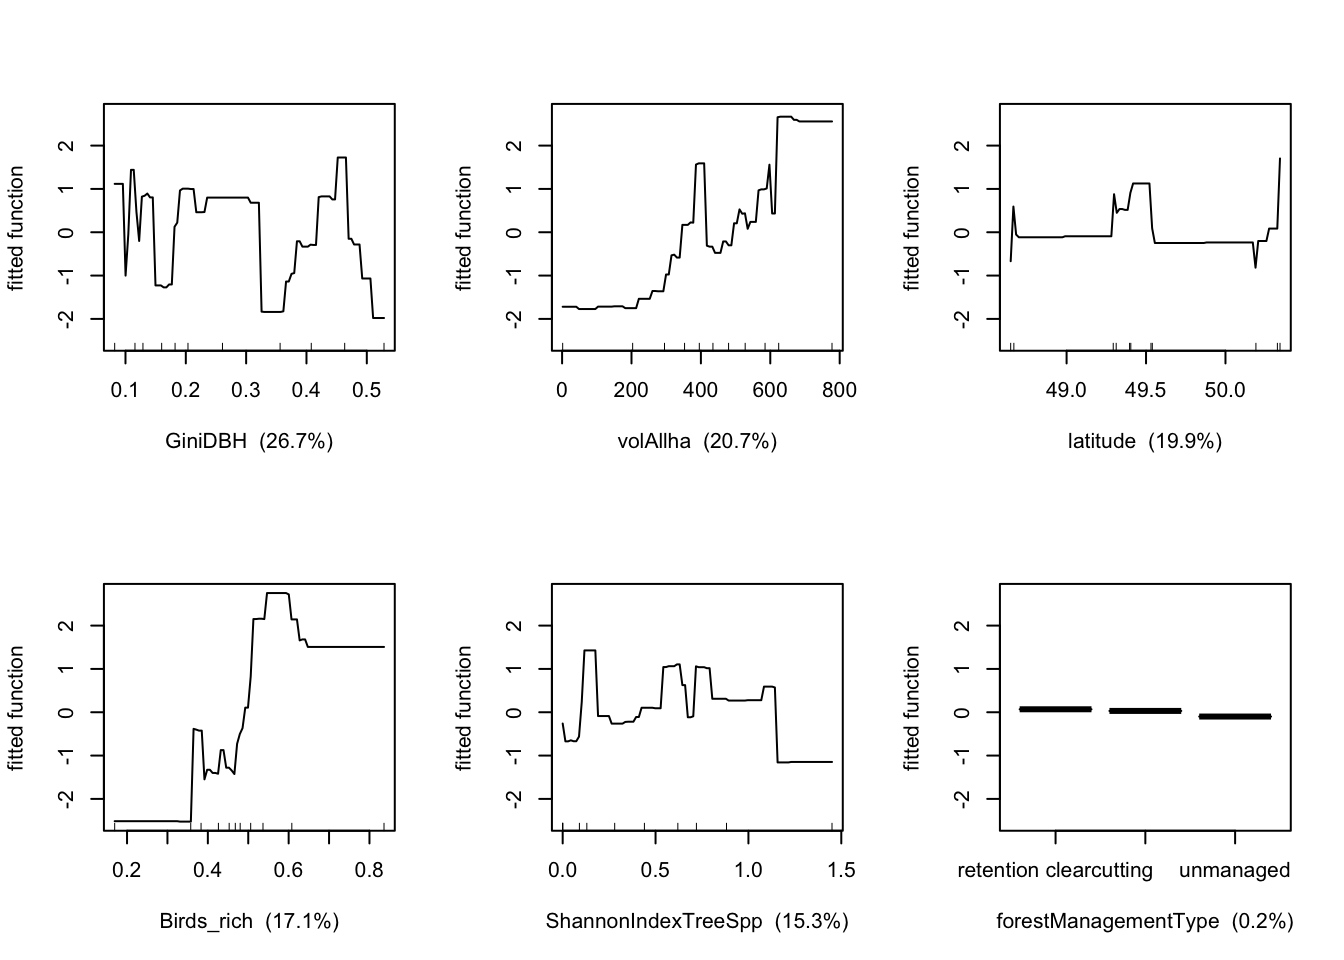 fitted function
2
1
0
-1
-2
0.1 0.2 0.3 0.4 0.5
GiniDBH (26.7%)
fitted function
2
1
0
-1
-2
0 200 400 600 800
volAllha (20.7%)
fitted function
2
1
0
-1
-2
49.0 49.5 50.0
latitude (19.9%)
fitted function
2
1
0
-1
-2
0.2 0.4 0.6 0.8
Birds_rich (17.1%)
fitted function
2
1
0
-1
-2
0.0 0.5 1.0 1.5
ShannonIndexTreeSpp (15.3%)
fitted function
2
1
0
-1
-2
retention clearcutting unmanaged
forestManagementType (0.2%)